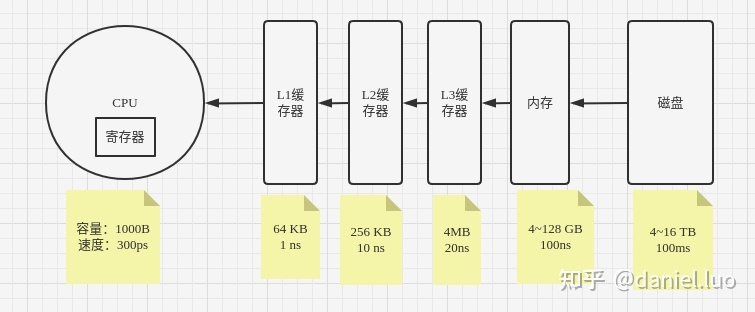 CPU
寄存器
L1缓
存器
L2缓
存器
L3缓
存器
内存
磁盘
容量：1000B
速度：300ps
64 KB
1 ns
256 KB
10 ns
4MB
20ns
4~128 GB
100ns
4~16 TB
100ms
知乎 @daniel.luo